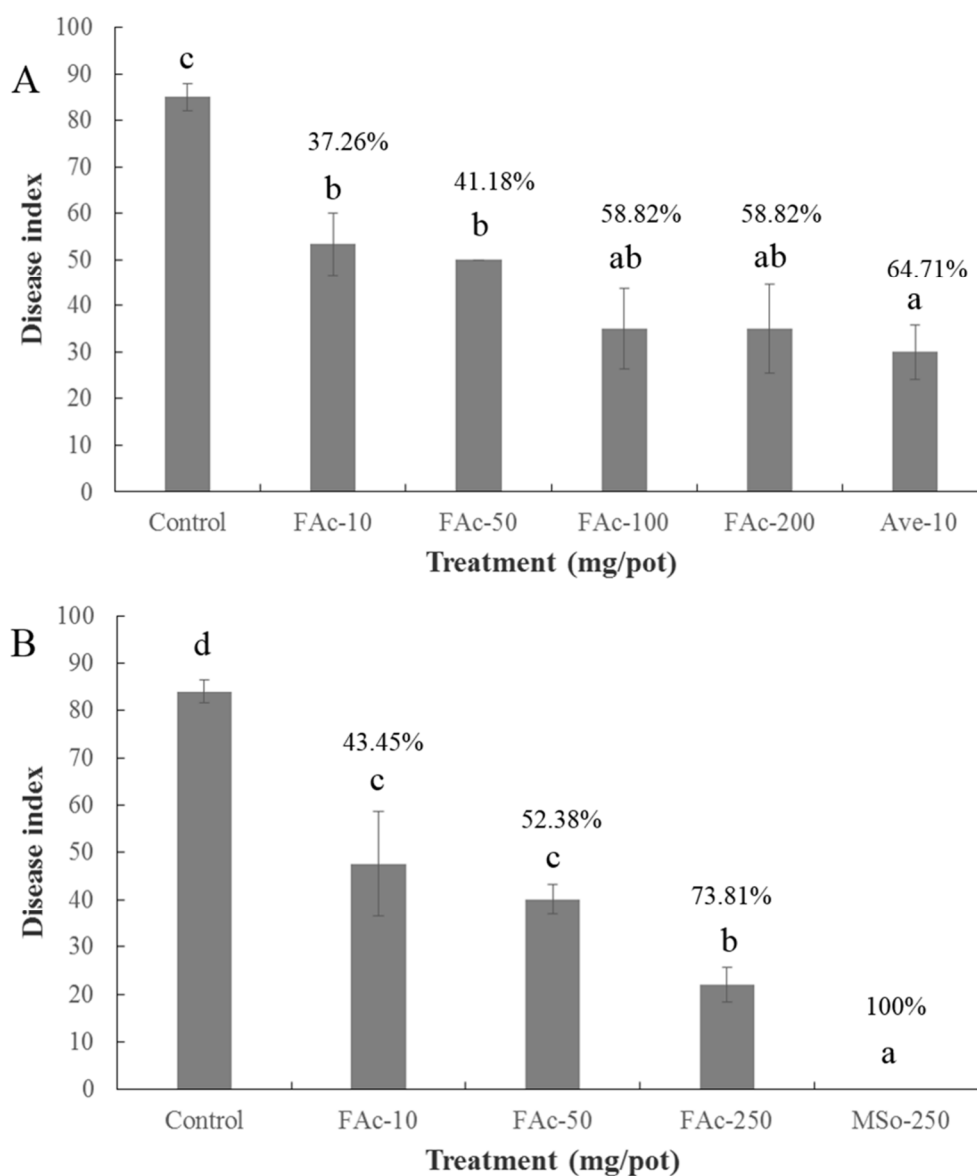 A
Disease index
100
90
80
70
60
50
40
30
20
10
0
c
37.26%
b
41.18%
b
58.82%
ab
58.82%
ab
64.71%
a
Control FAc-10 FAc-50 FAc-100 FAc-200 Ave-10
Treatment (mg/pot)
B
Disease index
100
90
80
70
60
50
40
30
20
10
0
d
43.45%
c
52.38%
c
73.81%
b
100%
a
Control FAc-10 FAc-50 FAc-250 MSo-250
Treatment (mg/pot)